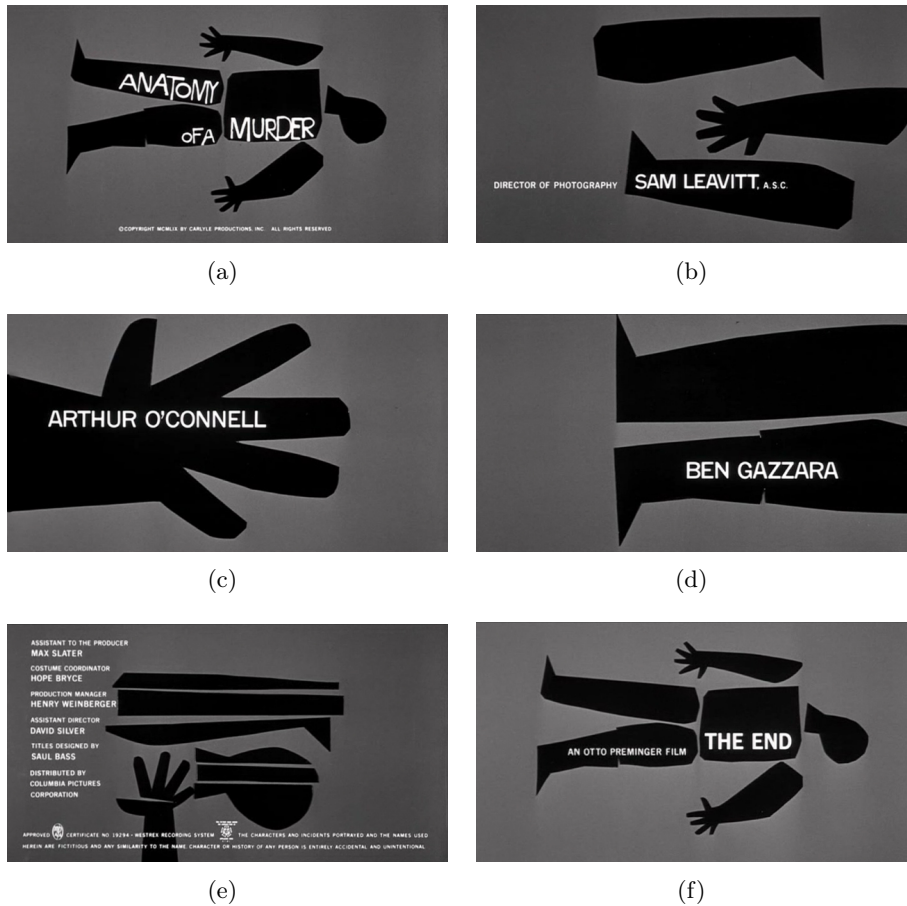 ANATOMY
OF A MURDER
©COPYRIGHT MCMLIX BY CARLYLE PRODUCTIONS, INC. ALL RIGHTS RESERVED
(a)
DIRECTOR OF PHOTOGRAPHY SAM LEAVITT, A.S.C.
(b)
ARTHUR O'CONNELL
(c)
BEN GAZZARA
(d)
ASSISTANT TO THE PRODUCER
MAX SLATER
COSTUME COORDINATOR
HOPE BRYCE
PRODUCTION MANAGER
HENRY WEINBERGER
ASSISTANT DIRECTOR
DAVID SILVER
TITLES DESIGNED BY
SAUL BASS
DISTRIBUTED BY
COLUMBIA PICTURES
CORPORATION
APPROVED CERTIFICATE NO 19294 - WESTREX RECORDING SYSTEM THE CHARACTERS AND INCIDENTS PORTRAYED AND THE NAMES USED
HEREIN ARE FICTITIOUS AND ANY SIMILARITY TO THE NAME CHARACTER OR HISTORY OF ANY PERSON IS ENTIRELY ACCIDENTAL AND UNINTENTIONAL.
(e)
AN OTTO PREMINGER FILM THE END
(f)